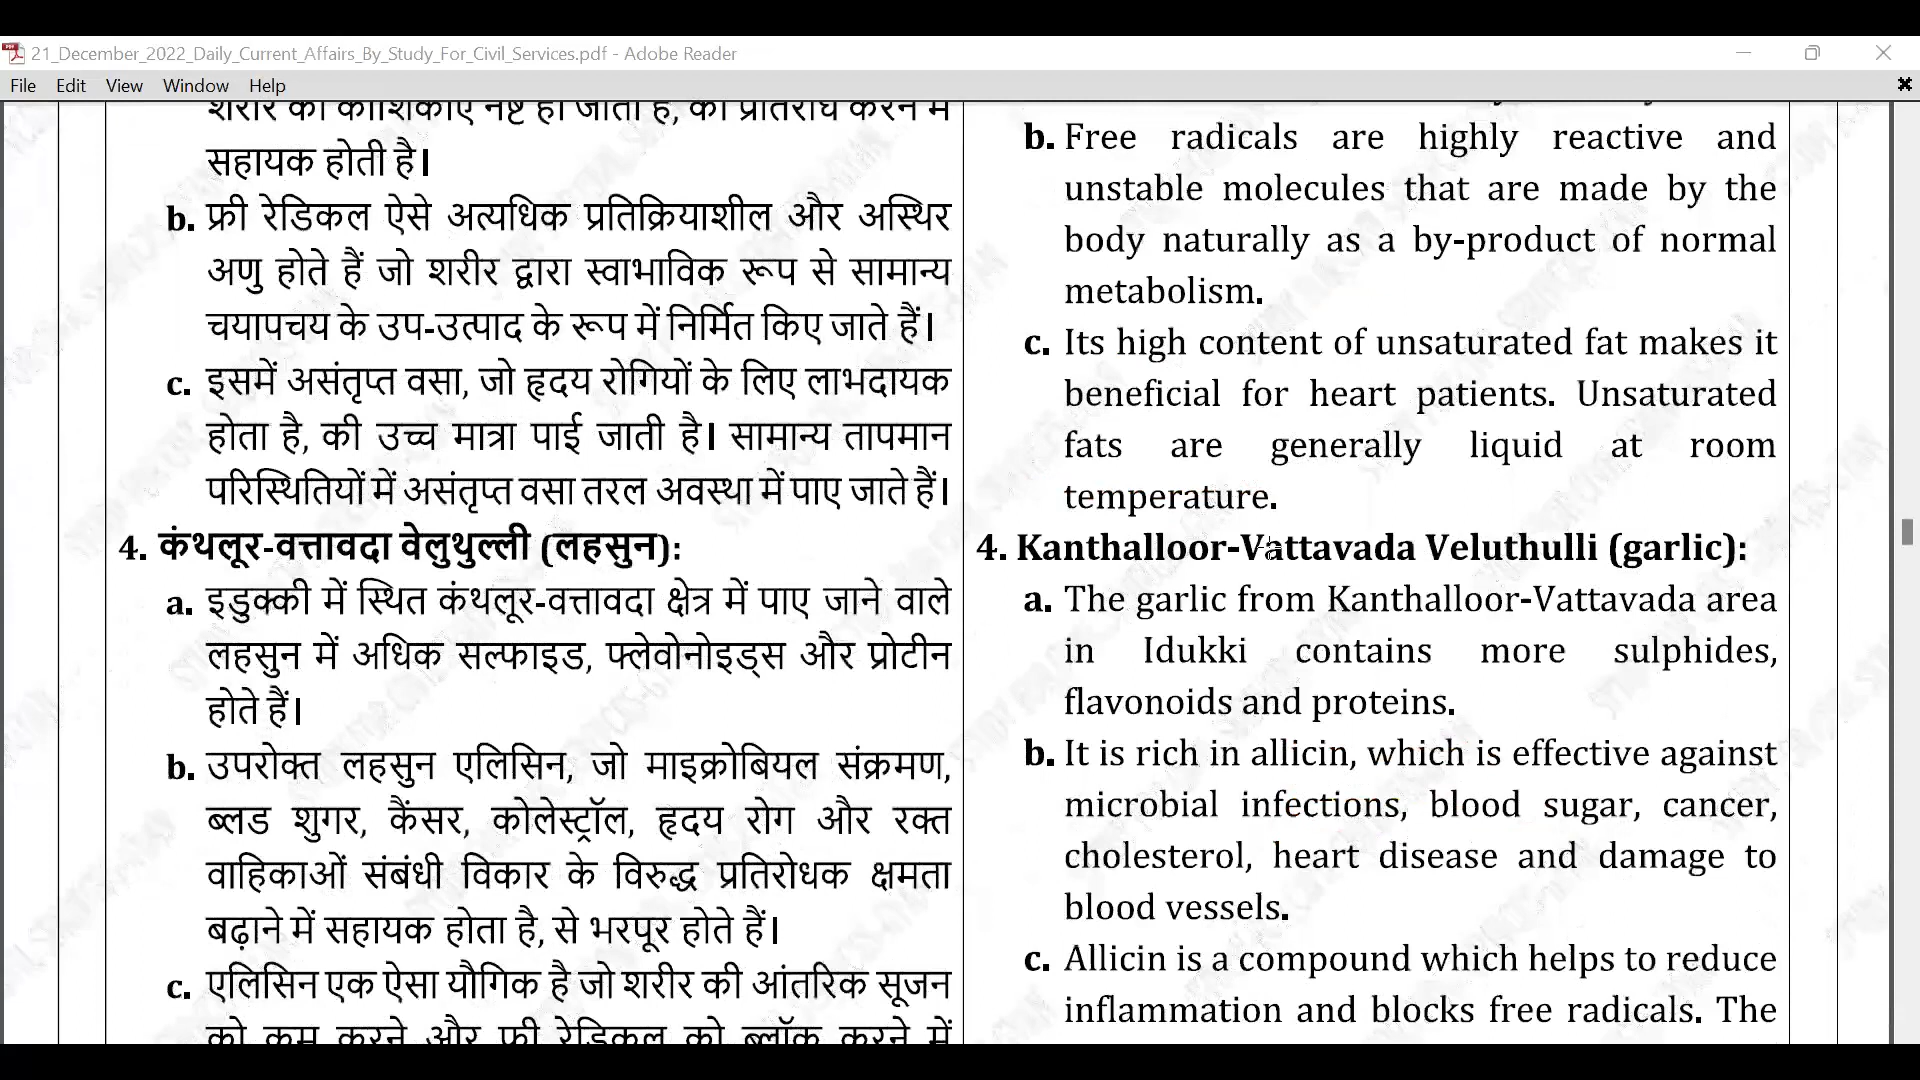 21_December_2022_Daily_Current_Affairs_By_Study_For_Civil_Services.pdf - Adobe Reader
File Edit View Window Help
शरीर की कोशिकाएं नष्ट हो जाती हैं, का प्रतिरोध करने में
सहायक होती है।
b. फ्री रेडिकल ऐसे अत्यधिक प्रतिक्रियाशील और अस्थिर
अणु होते हैं जो शरीर द्वारा स्वाभाविक रूप से सामान्य
चयापचय के उप-उत्पाद के रूप में निर्मित किए जाते हैं।
c. इसमें असंतृप्त वसा, जो हृदय रोगियों के लिए लाभदायक
होता है, की उच्च मात्रा पाई जाती है। सामान्य तापमान
परिस्थितियों में असंतृप्त वसा तरल अवस्था में पाए जाते हैं।
4. कंथलूर-वत्तावदा वेलुथुल्ली (लहसुन):
a. इडुक्की में स्थित कंथलूर-वत्तावदा क्षेत्र में पाए जाने वाले
लहसुन में अधिक सल्फाइड, फ्लेवोनोइड्स और प्रोटीन
होते हैं।
b. उपरोक्त लहसुन एलिसिन, जो माइक्रोबियल संक्रमण,
ब्लड शुगर, कैंसर, कोलेस्ट्रॉल, हृदय रोग और रक्त
वाहिकाओं संबंधी विकार के विरुद्ध प्रतिरोधक क्षमता
बढ़ाने में सहायक होता है, से भरपूर होते हैं।
c. एलिसिन एक ऐसा यौगिक है जो शरीर की आंतरिक सूजन
को कम करने और फ्री रेडिकल को ब्लॉक करने में
b. Free radicals are highly reactive and
unstable molecules that are made by the
body naturally as a by-product of normal
metabolism.
c. Its high content of unsaturated fat makes it
beneficial for heart patients. Unsaturated
fats are generally liquid at room
temperature.
4. Kanthalloor-Vattavada Veluthulli (garlic):
a. The garlic from Kanthalloor-Vattavada area
in Idukki contains more sulphides,
flavonoids and proteins.
b. It is rich in allicin, which is effective against
microbial infections, blood sugar, cancer,
cholesterol, heart disease and damage to
blood vessels.
c. Allicin is a compound which helps to reduce
inflammation and blocks free radicals. The